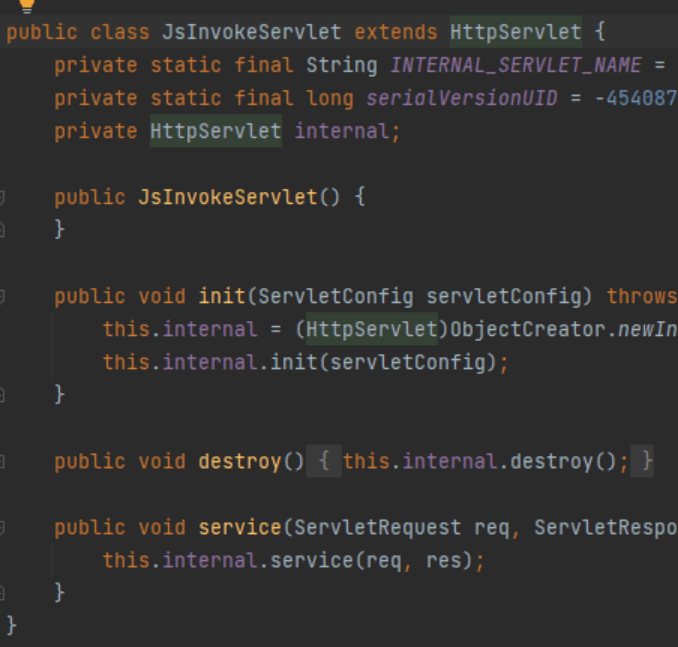 public class JsInvokeServlet extends HttpServlet {
private static final String INTERNAL_SERVLET_NAME =
private static final long serialVersionUID = -454087
private HttpServlet internal;
public JsInvokeServlet() {
}
public void init(ServletConfig servletConfig) throws
this.internal = (HttpServlet)ObjectCreator.newIn
this.internal.init(servletConfig);
}
public void destroy() { this.internal.destroy(); }
public void service(ServletRequest req, ServletRespo
this.internal.service(req, res);
}
}